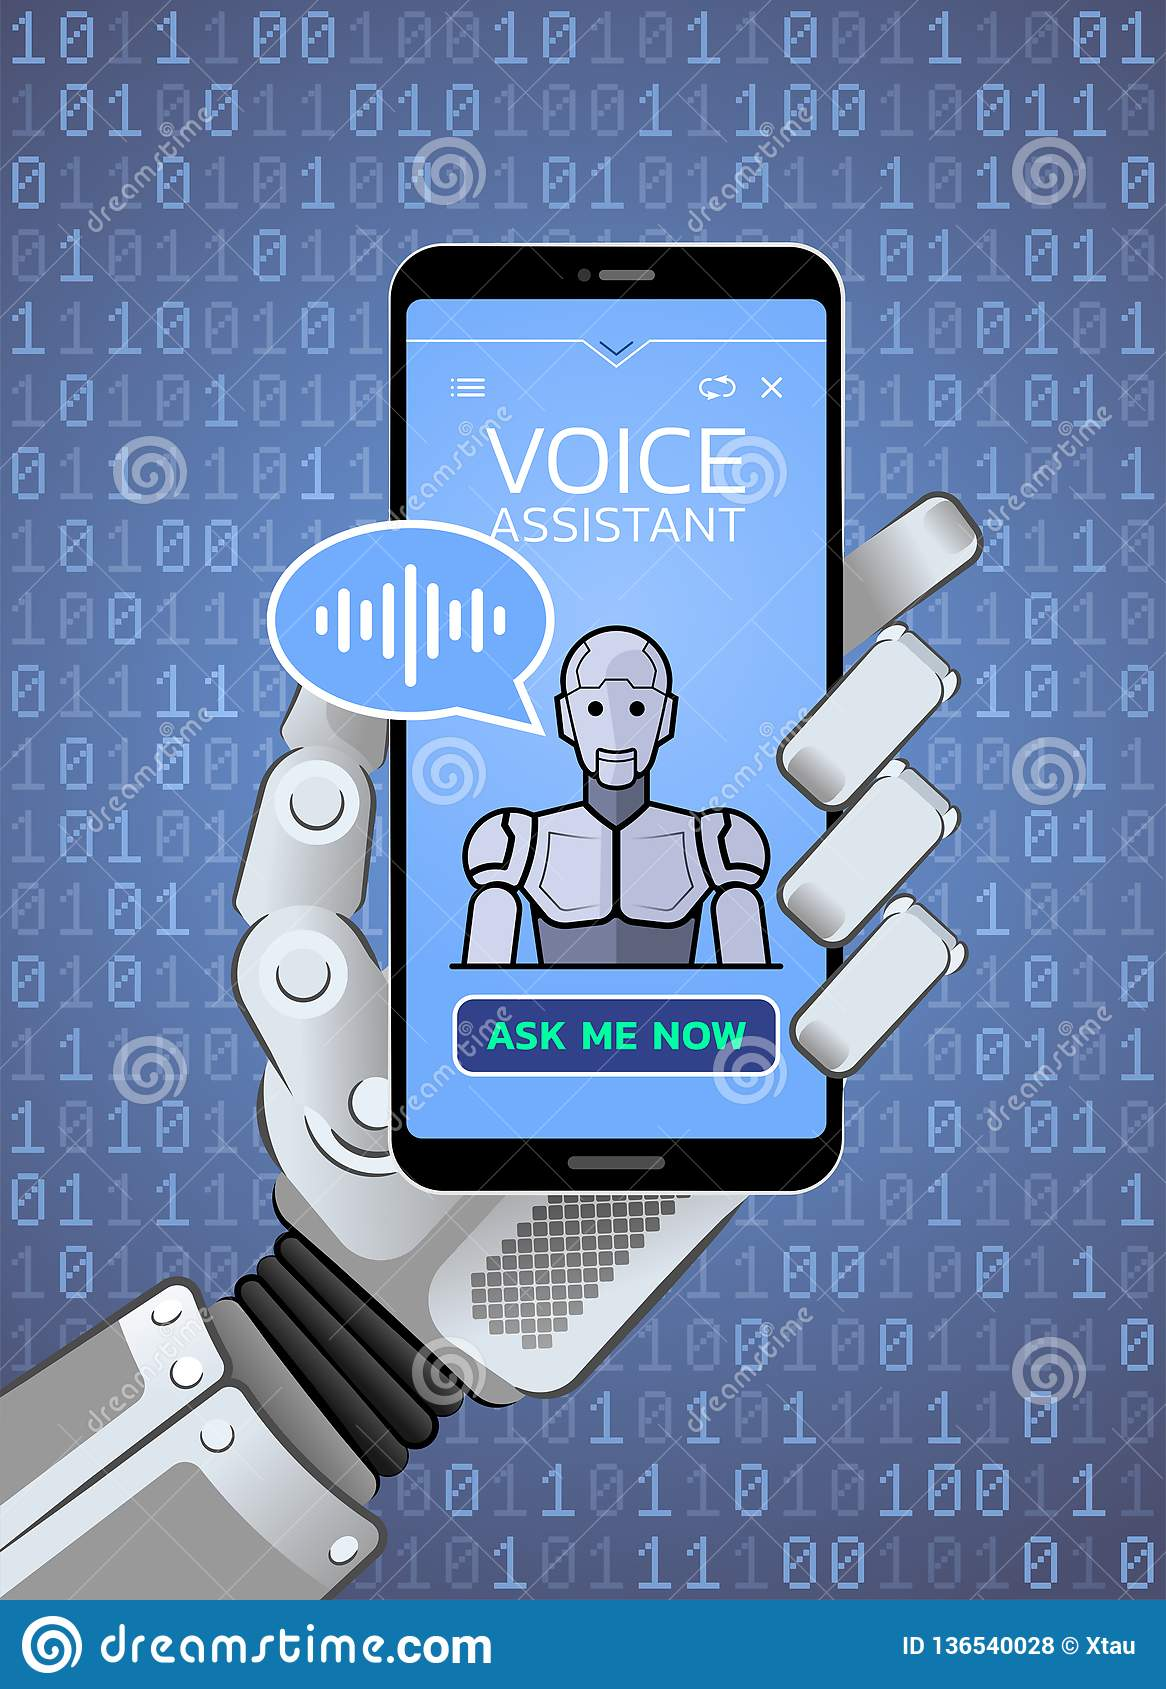 VOICE
ASSISTANT
ASK ME NOW
dreamstime.com
ID 136540028 © Xtau